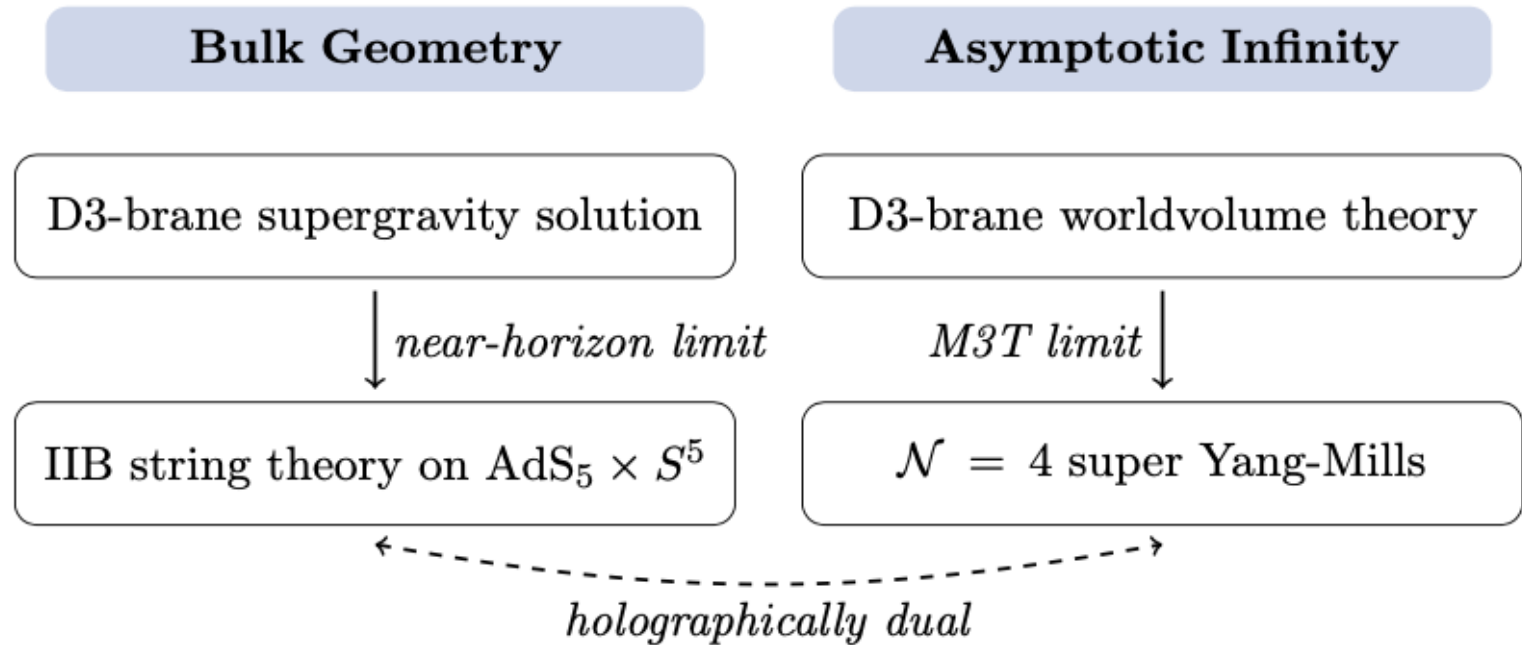 Bulk Geometry
Asymptotic Infinity
D3-brane supergravity solution
D3-brane worldvolume theory
near-horizon limit
M3T limit
IIB string theory on AdS₅ × S⁵
𝒩 = 4 super Yang-Mills
holographically dual